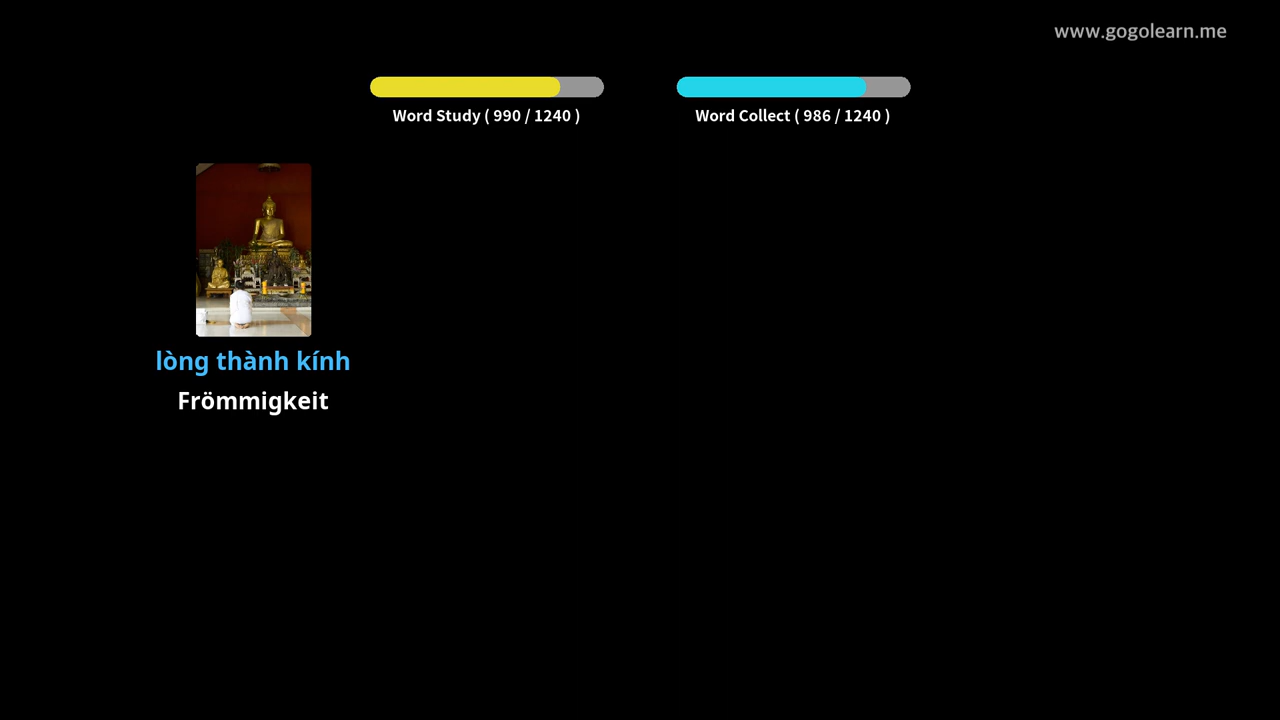 www.gogolearn.me
Word Study ( 990 / 1240 )
Word Collect ( 986 / 1240 )
lòng thành kính
Frömmigkeit